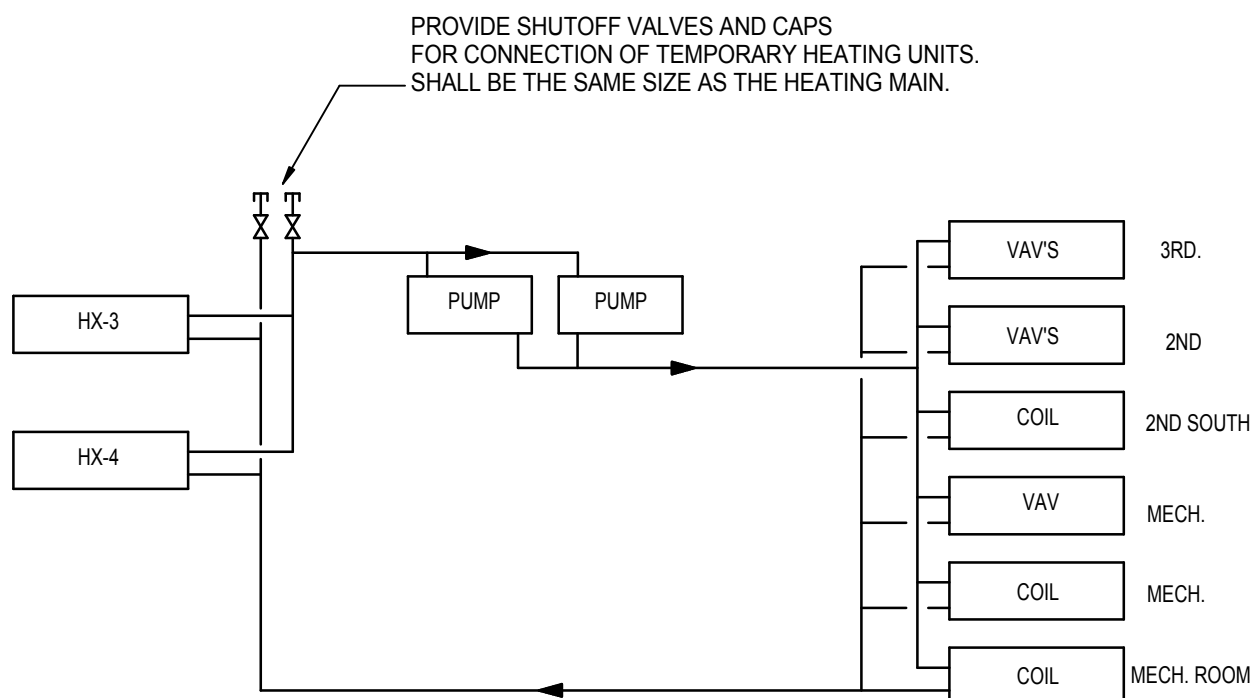 PROVIDE SHUTOFF VALVES AND CAPS
FOR CONNECTION OF TEMPORARY HEATING UNITS.
SHALL BE THE SAME SIZE AS THE HEATING MAIN.
VAV'S 3RD.
PUMP PUMP
HX-3
VAV'S 2ND
COIL 2ND SOUTH
HX-4
VAV MECH.
COIL MECH.
COIL MECH. ROOM